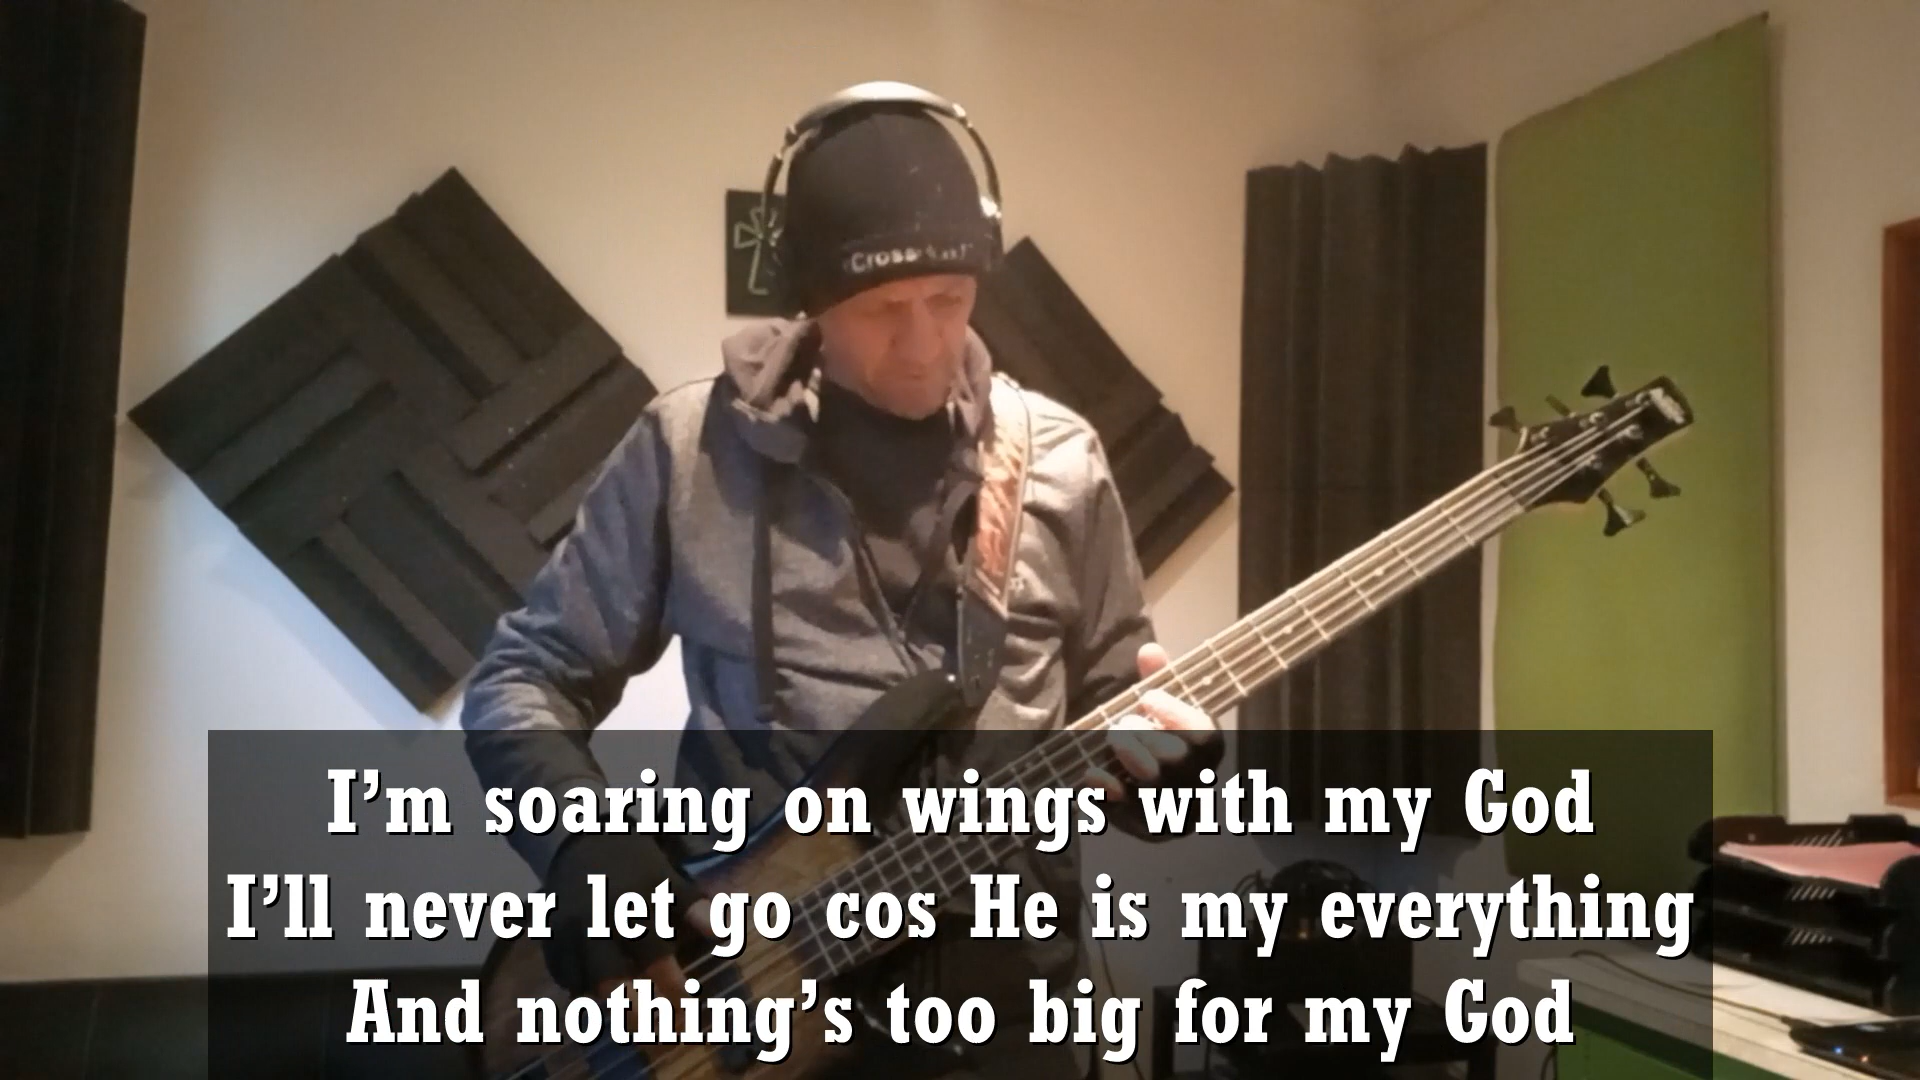 Cross
I’m soaring on wings with my God
I’ll never let go cos He is my everything
And nothing’s too big for my God